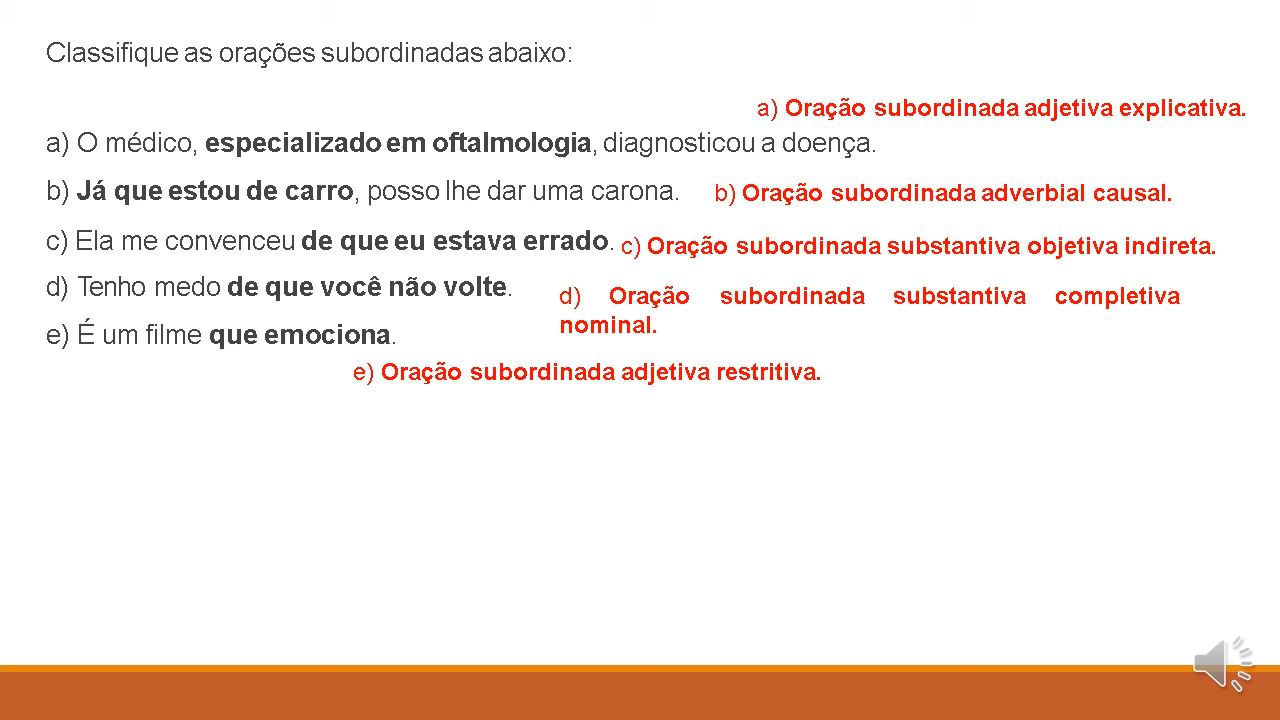 Classifique as orações subordinadas abaixo:
a) Oração subordinada adjetiva explicativa.
a) O médico, especializado em oftalmologia, diagnosticou a doença.
b) Já que estou de carro, posso lhe dar uma carona. b) Oração subordinada adverbial causal.
c) Ela me convenceu de que eu estava errado. c) Oração subordinada substantiva objetiva indireta.
d) Tenho medo de que você não volte.
d) Oração subordinada substantiva completiva
nominal.
e) É um filme que emociona.
e) Oração subordinada adjetiva restritiva.